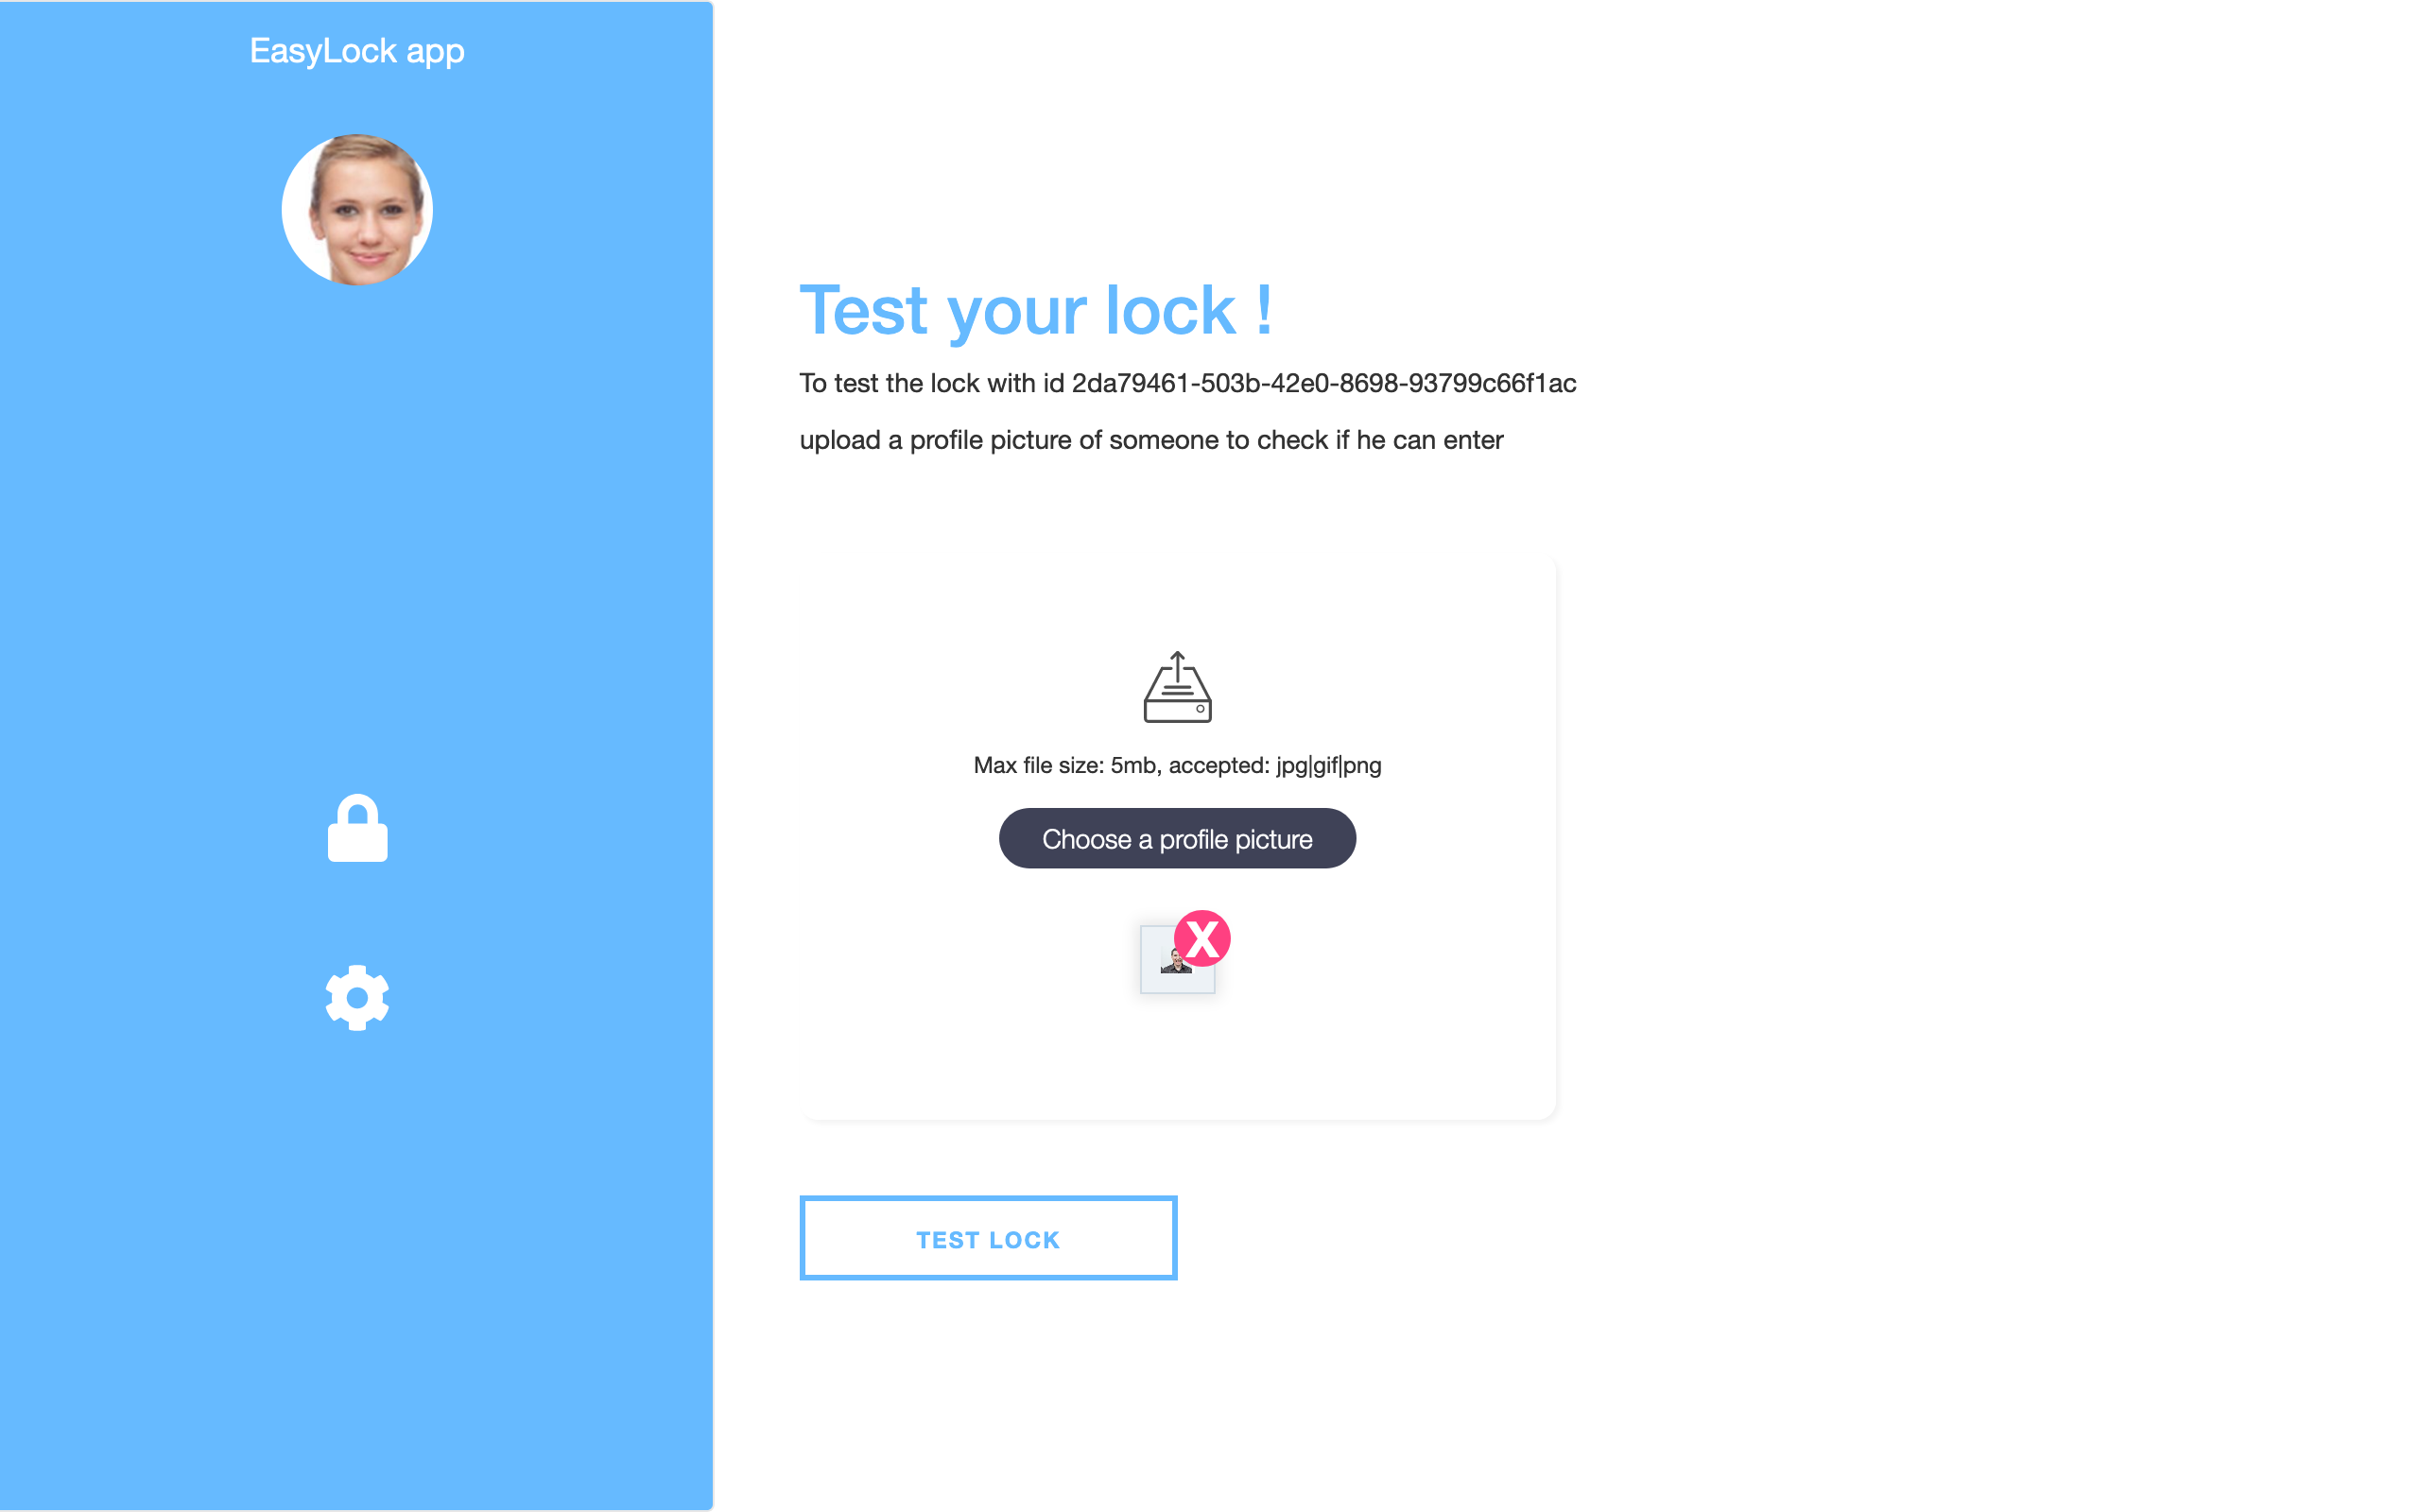 EasyLock app
Test your lock !
To test the lock with id 2da79461-503b-42e0-8698-93799c66f1ac
upload a profile picture of someone to check if he can enter
Max file size: 5mb, accepted: jpg|gif|png
Choose a profile picture
X
TEST LOCK